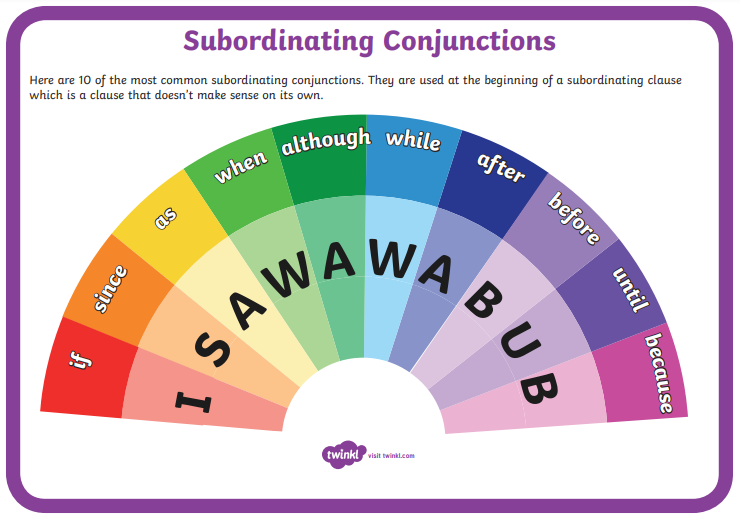 Subordinating Conjunctions
Here are 10 of the most common subordinating conjunctions. They are used at the beginning of a subordinating clause
which is a clause that doesn't make sense on its own.
if
since
as
when
although
while
after
before
until
because
I
S
A
W
A
W
A
B
U
B
twinkl
visit twinkl.com